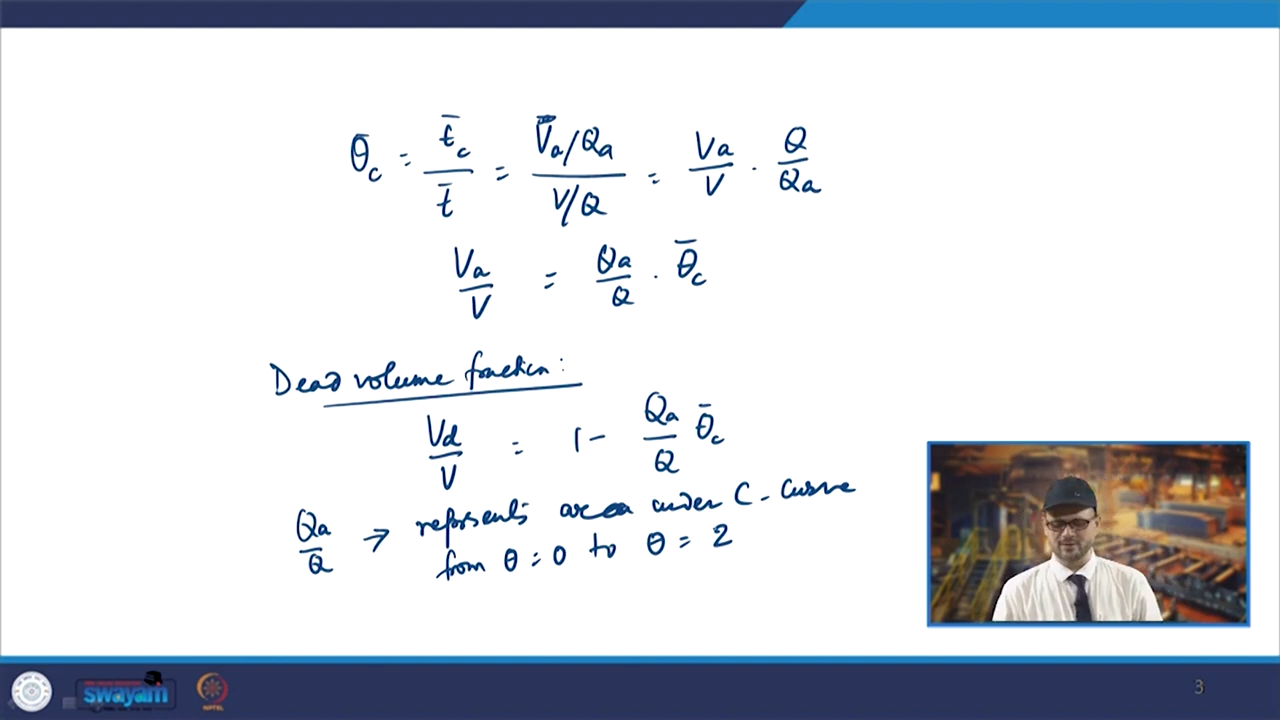 θ̄c = t̄c / t̄ = V̄a/Qa / V/Q = Va/V · Q/Qa
Va/V = Qa/Q · θ̄c
Dead volume fraction:
Vd/V = 1 - Qa/Q θ̄c
Qa/Q → represents area under C-curve
from θ = 0 to θ = 2
3
swayam
NPTEL